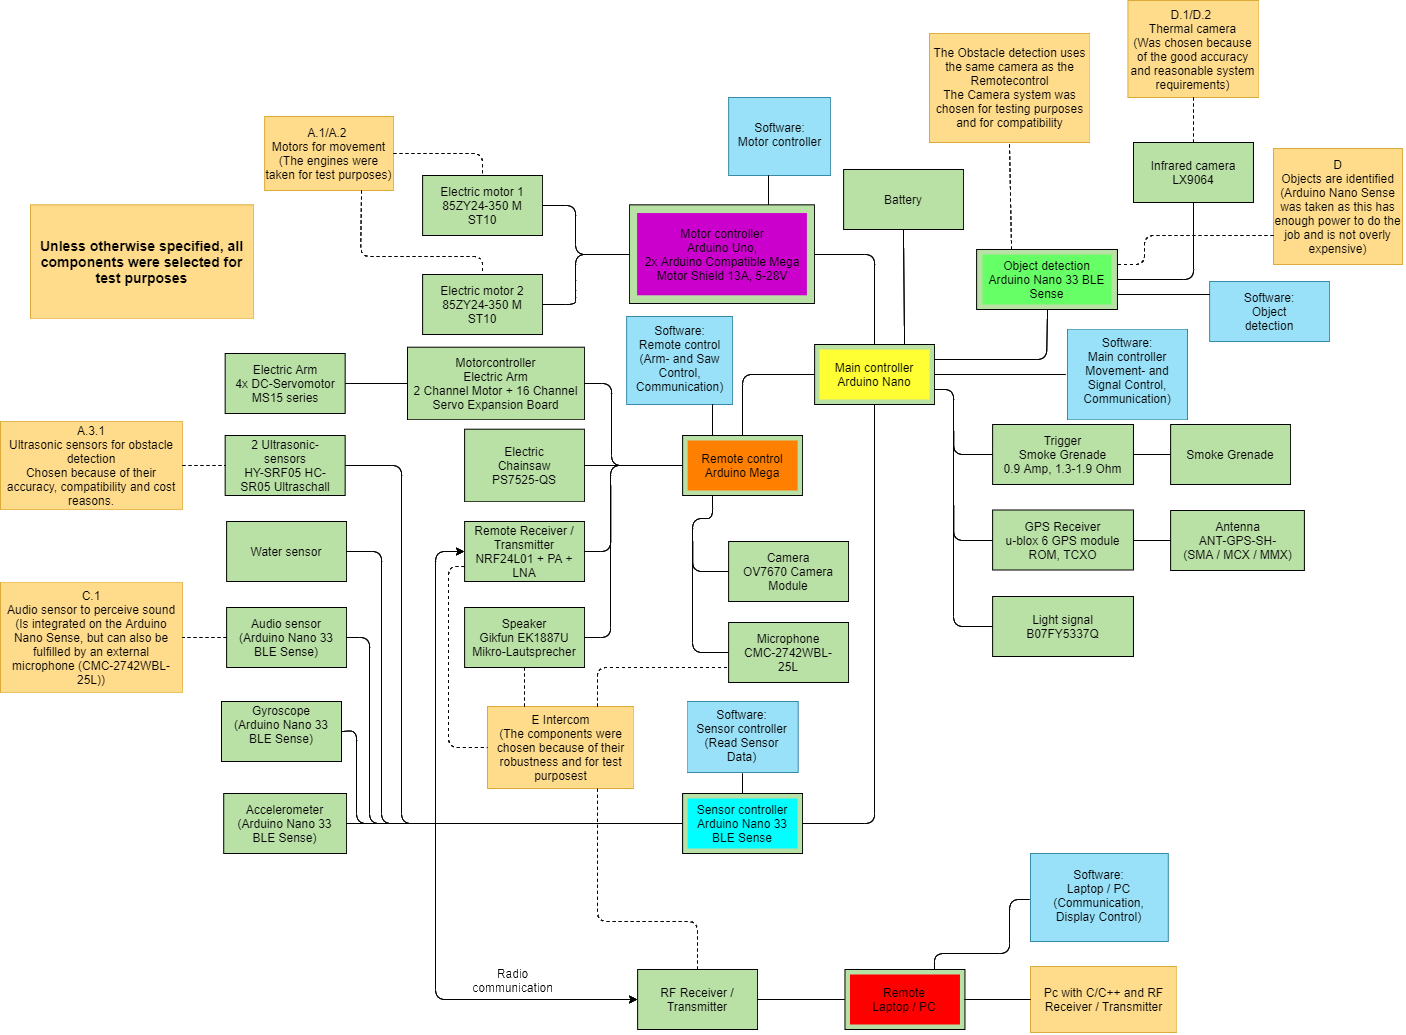 D.1/D.2
Thermal camera
(Was chosen because
of the good accuracy
and reasonable system
requirements)
The Obstacle detection uses
the same camera as the
Remotecontrol
The Camera system was
chosen for testing purposes
and for compatibility
A.1/A.2
Motors for movement
(The engines were
taken for test purposes)
Software:
Motor controller
Infrared camera
LX9064
D
Objects are identified
(Arduino Nano Sense
was taken as this has
enough power to do the
job and is not overly
expensive)
Electric motor 1
85ZY24-350 M
ST10
Battery
Unless otherwise specified, all
components were selected for
test purposes
Motor controller
Arduino Uno,
2x Arduino Compatible Mega
Motor Shield 13A, 5-28V
Object detection
Arduino Nano 33 BLE
Sense
Electric motor 2
85ZY24-350 M
ST10
Software:
Object
detection
Software:
Remote control
(Arm- and Saw
Control,
Communication)
Software:
Main controller
Movement- and
Signal Control,
Communication)
Electric Arm
4x DC-Servomotor
MS15 series
Motorcontroller
Electric Arm
2 Channel Motor + 16 Channel
Servo Expansion Board
Main controller
Arduino Nano
A.3.1
Ultrasonic sensors for obstacle
detection
Chosen because of their
accuracy, compatibility and cost
reasons.
2 Ultrasonic-
sensors
HY-SRF05 HC-
SR05 Ultraschall
Electric
Chainsaw
PS7525-QS
Remote control
Arduino Mega
Trigger
Smoke Grenade
0.9 Amp, 1.3-1.9 Ohm
Smoke Grenade
Water sensor
Remote Receiver /
Transmitter
NRF24L01 + PA +
LNA
Camera
OV7670 Camera
Module
GPS Receiver
u-blox 6 GPS module
ROM, TCXO
Antenna
ANT-GPS-SH-
(SMA / MCX / MMX)
C.1
Audio sensor to perceive sound
(Is integrated on the Arduino
Nano Sense, but can also be
fulfilled by an external
microphone (CMC-2742WBL-
25L))
Audio sensor
(Arduino Nano 33
BLE Sense)
Speaker
Gikfun EK1887U
Mikro-Lautsprecher
Microphone
CMC-2742WBL-
25L
Light signal
B07FY5337Q
Gyroscope
(Arduino Nano 33
BLE Sense)
E Intercom
(The components were
chosen because of their
robustness and for test
purposest
Software:
Sensor controller
(Read Sensor
Data)
Accelerometer
(Arduino Nano 33
BLE Sense)
Sensor controller
Arduino Nano 33
BLE Sense
Software:
Laptop / PC
(Communication,
Display Control)
Radio
communication
RF Receiver /
Transmitter
Remote
Laptop / PC
Pc with C/C++ and RF
Receiver / Transmitter